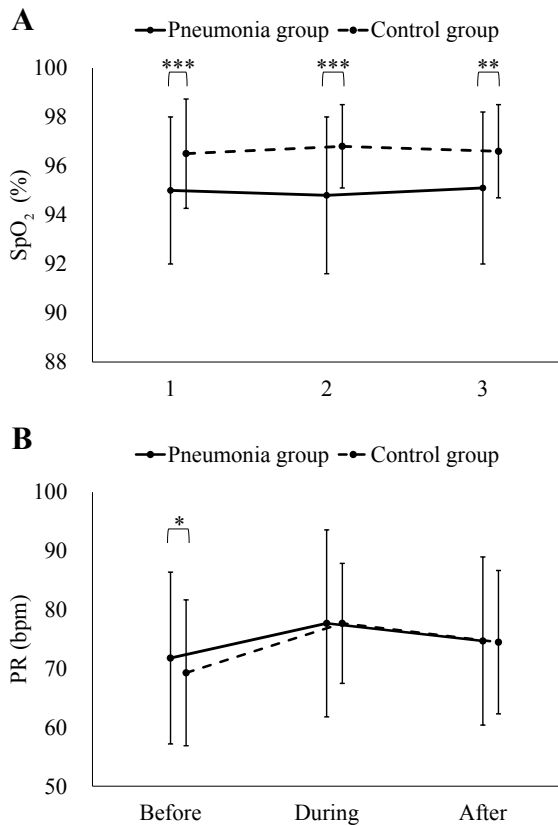 A
Pneumonia group Control group
100
*** *** **
98
96
94
92
90
88
SpO₂ (%)
1 2 3
B
Pneumonia group Control group
100
*
90
80
70
60
50
PR (bpm)
Before During After